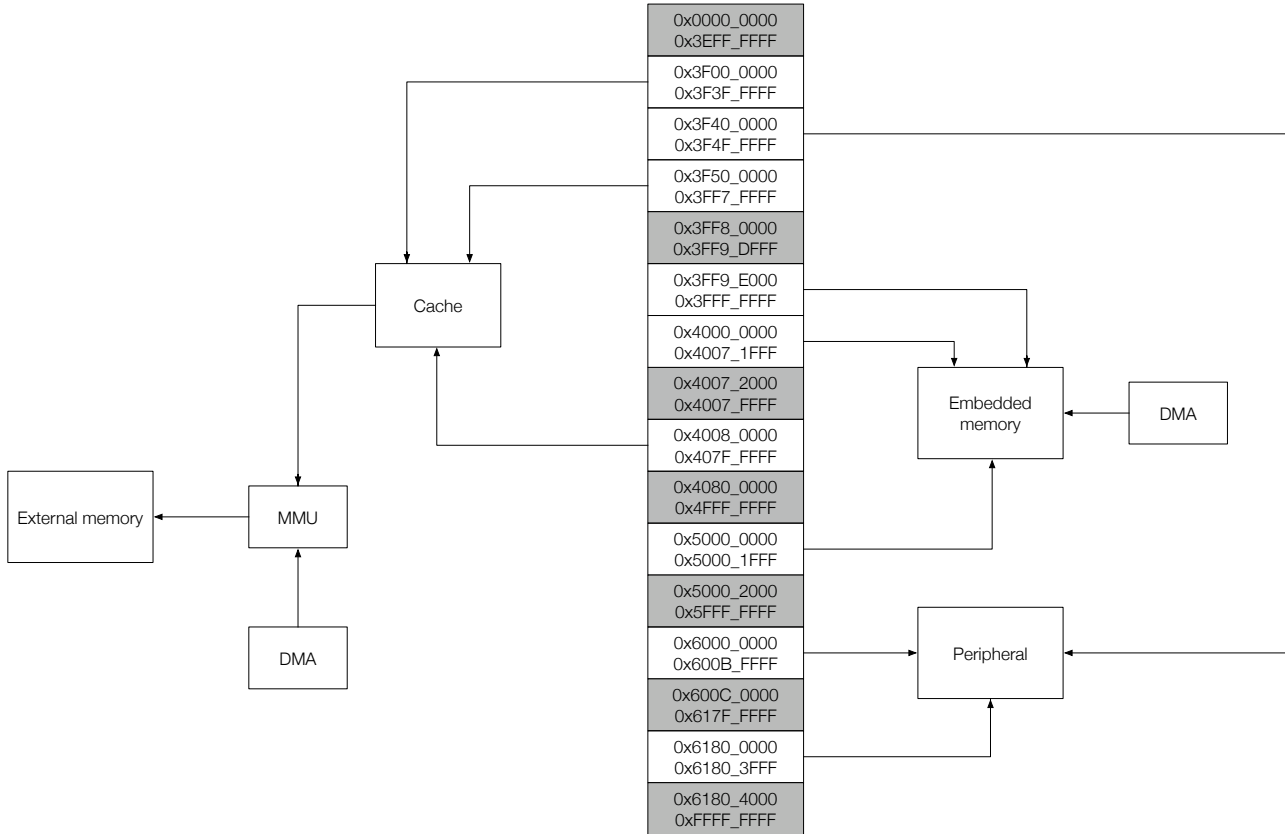 0x0000_0000
0x3EFF_FFFF
0x3F00_0000
0x3F3F_FFFF
0x3F40_0000
0x3F4F_FFFF
0x3F50_0000
0x3FF7_FFFF
0x3FF8_0000
0x3FF9_DFFF
0x3FF9_E000
0x3FFF_FFFF
0x4000_0000
0x4007_1FFF
0x4007_2000
0x4007_FFFF
0x4008_0000
0x407F_FFFF
0x4080_0000
0x4FFF_FFFF
0x5000_0000
0x5000_1FFF
0x5000_2000
0x5FFF_FFFF
0x6000_0000
0x600B_FFFF
0x600C_0000
0x617F_FFFF
0x6180_0000
0x6180_3FFF
0x6180_4000
0xFFFF_FFFF
Cache
External memory
MMU
DMA
Embedded
memory
DMA
Peripheral